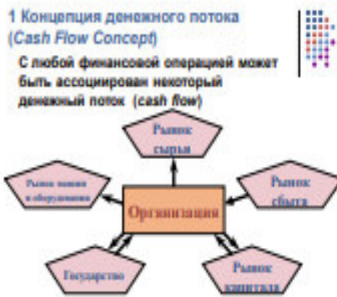 1 Концепция денежного потока
(Cash Flow Concept)
С любой финансовой операцией может
быть ассоциирован некоторый
денежный поток (cash flow)
Рынок
сырья
Рынок машин
и оборудования
Организация
Рынок
сбыта
Государство
Рынок
капитала